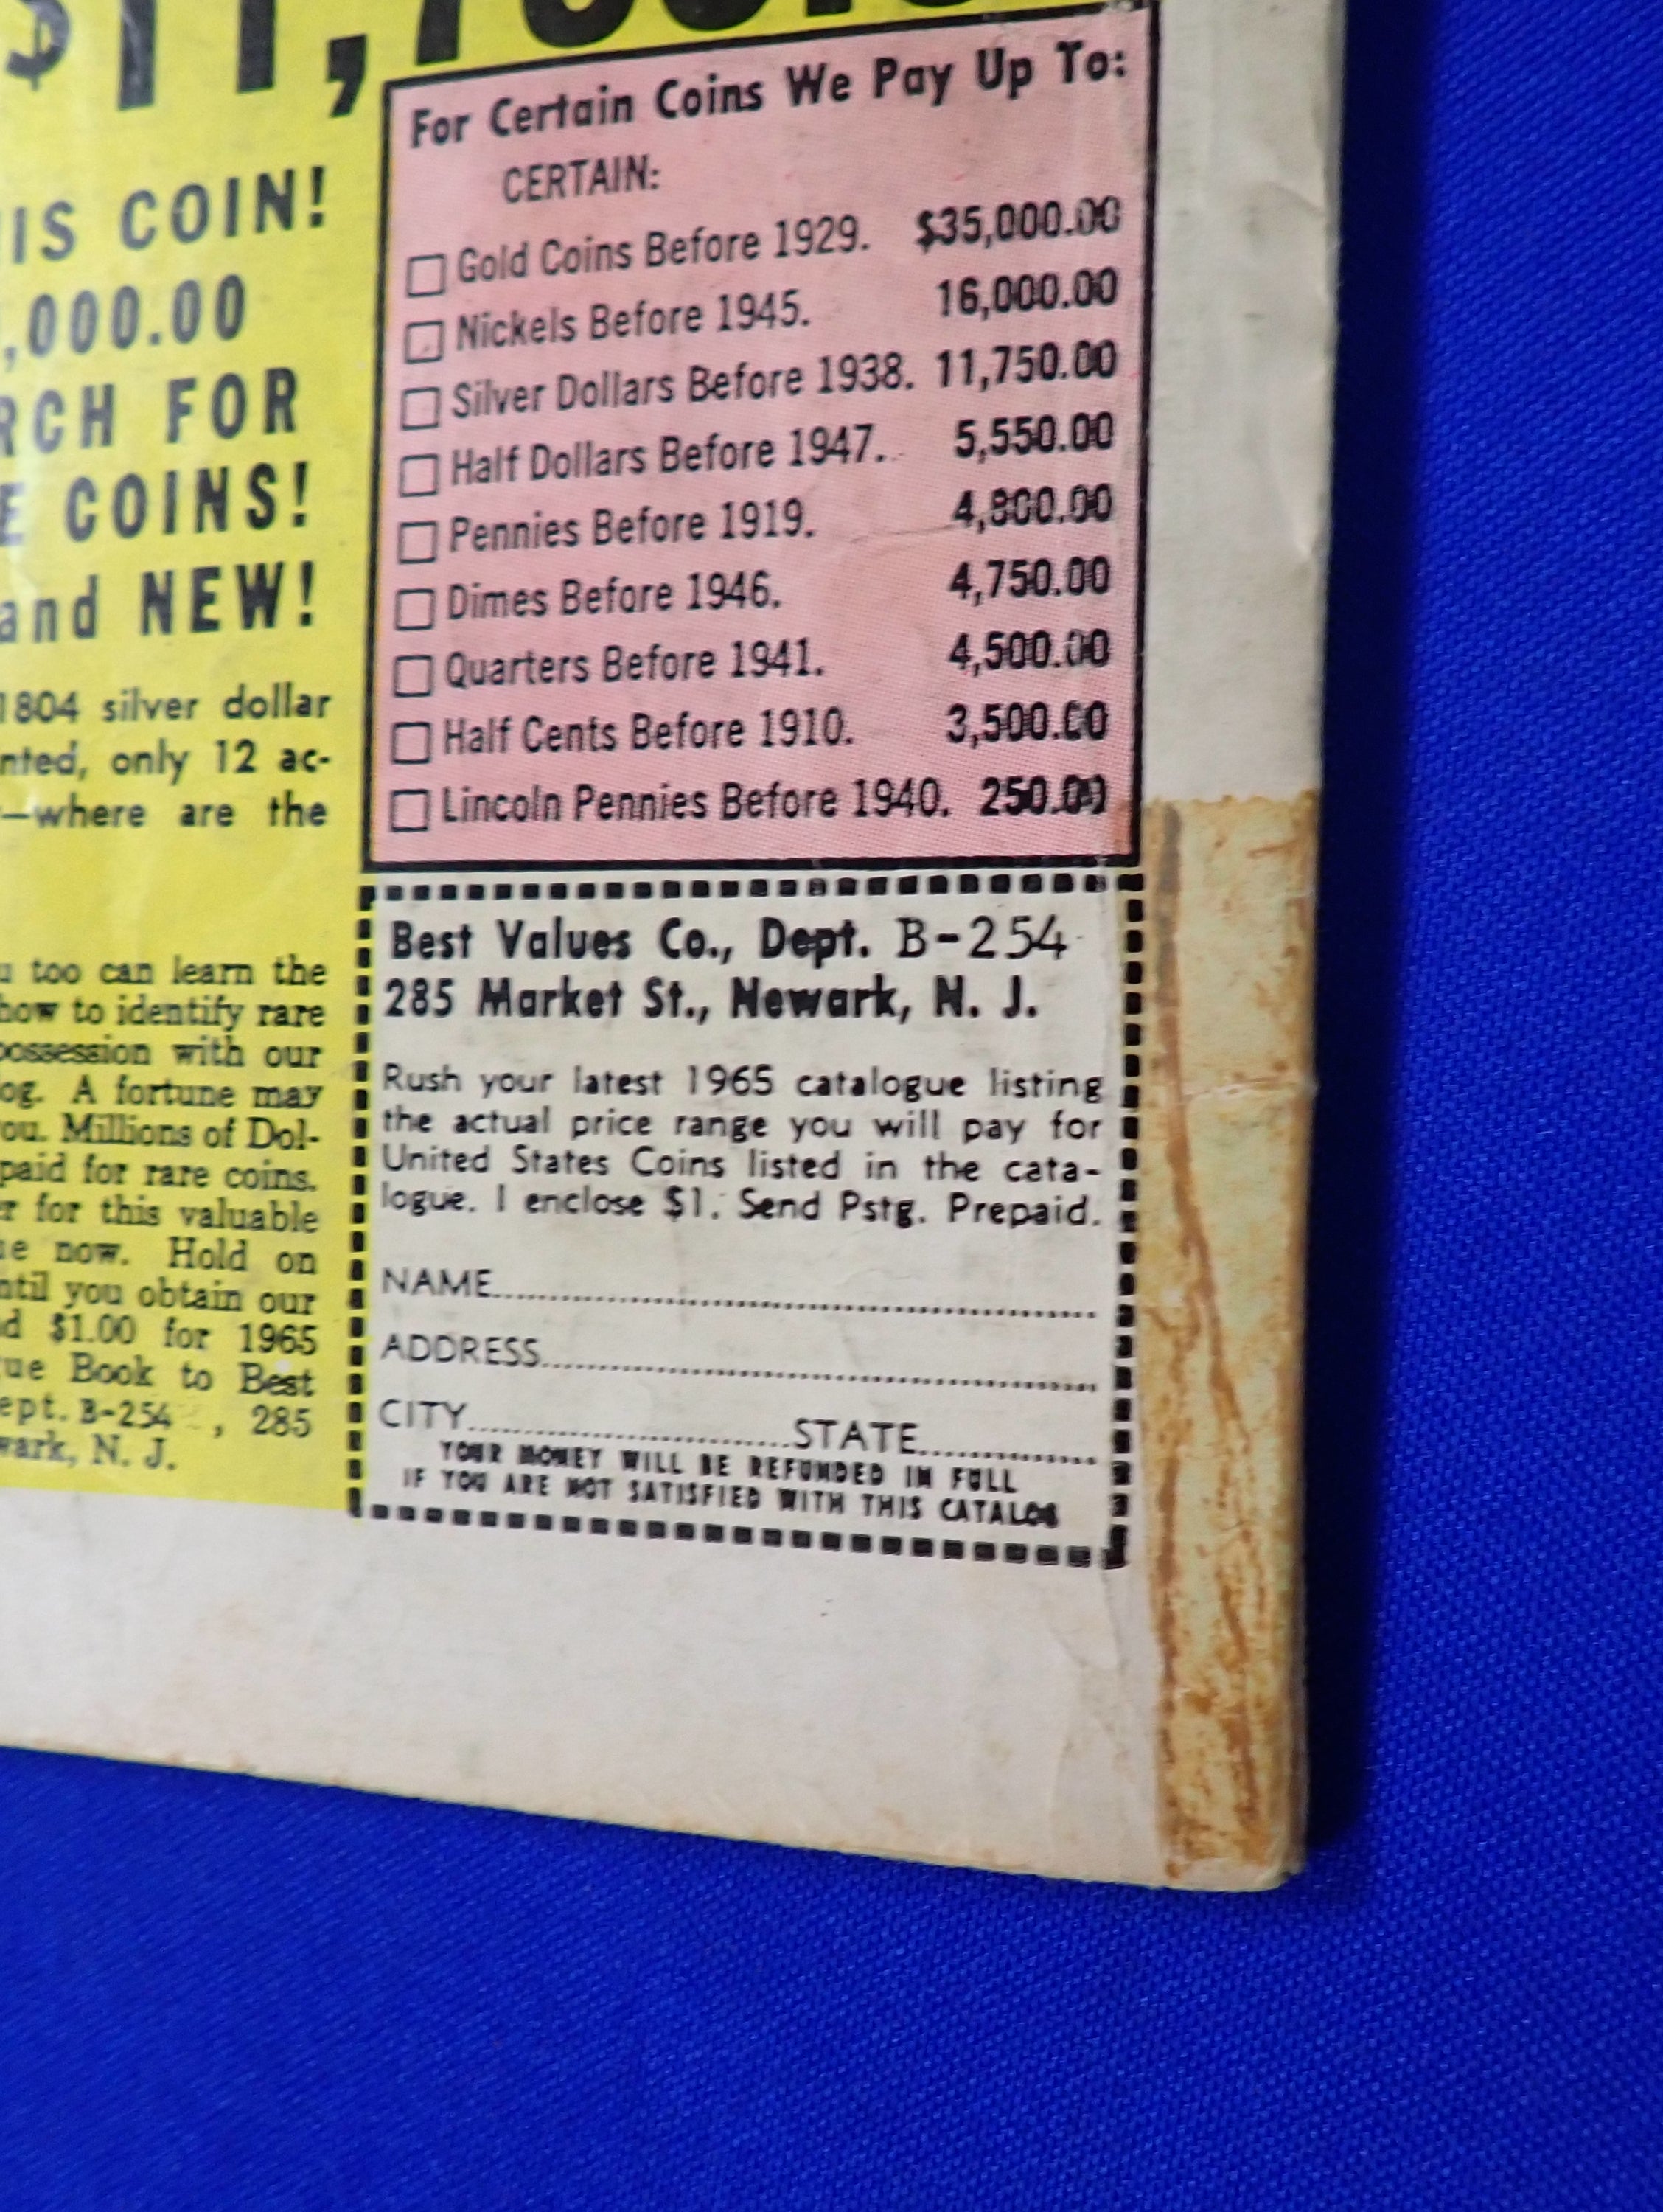 $11,750.
IS COIN!
,000.00
RCH FOR
E COINS!
and NEW!
1804 silver dollar
nted, only 12 ac-
—where are the
u too can learn the
how to identify rare
possession with our
og. A fortune may
you. Millions of Dol-
paid for rare coins.
er for this valuable
ue now. Hold on
ntil you obtain our
d $1.00 for 1965
ue Book to Best
ept. B-254 , 285
wark, N. J.
For Certain Coins We Pay Up To:
CERTAIN:
Gold Coins Before 1929. $35,000.00
Nickels Before 1945. 16,000.00
Silver Dollars Before 1938. 11,750.00
Half Dollars Before 1947. 5,550.00
Pennies Before 1919. 4,800.00
Dimes Before 1946. 4,750.00
Quarters Before 1941. 4,500.00
Half Cents Before 1910. 3,500.00
Lincoln Pennies Before 1940. 250.00
Best Values Co., Dept. B-254
285 Market St., Newark, N. J.
Rush your latest 1965 catalogue listing
the actual price range you will pay for
United States Coins listed in the cata-
logue. I enclose $1. Send Pstg. Prepaid.
NAME
ADDRESS
CITY STATE
YOUR MONEY WILL BE REFUNDED IN FULL
IF YOU ARE NOT SATISFIED WITH THIS CATALOG